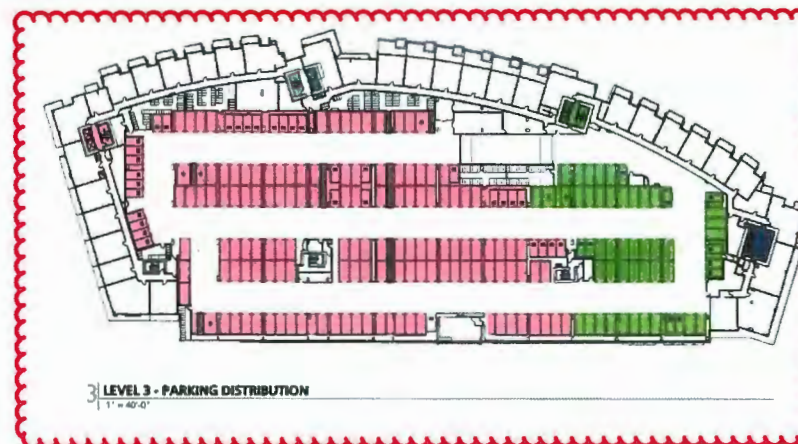 3 LEVEL 3 - PARKING DISTRIBUTION
1" = 40'-0"